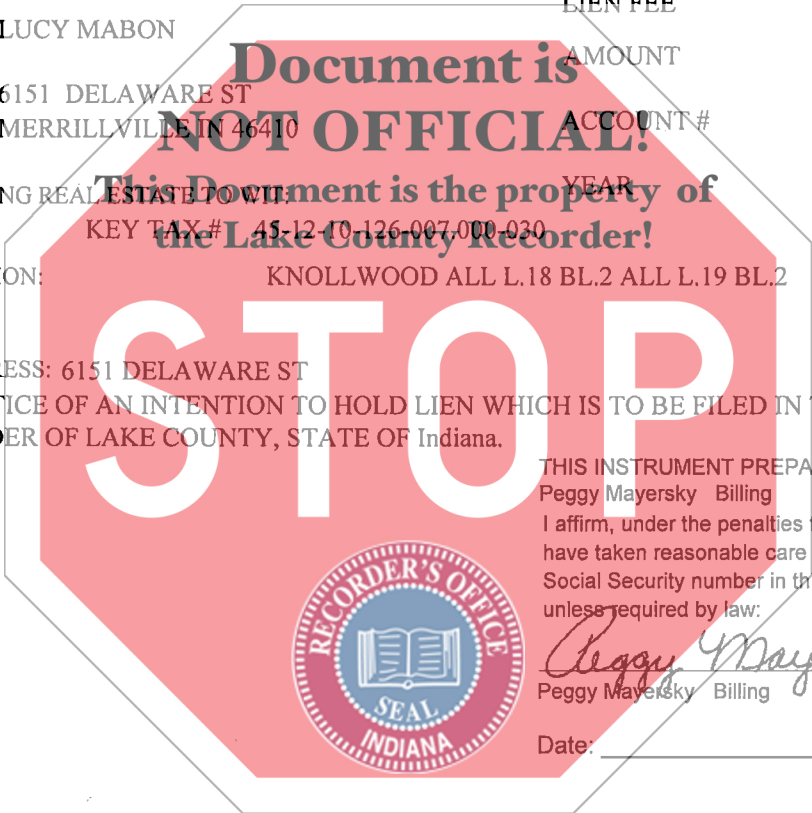 LIEN FEE
LUCY MABON
AMOUNT
6151 DELAWARE ST
MERRILLVILLE IN 46410
ACCOUNT #
YEAR
NG REAL ESTATE TO WIT:
KEY TAX # 45-12-10-126-007.000-030
ION: KNOLLWOOD ALL L.18 BL.2 ALL L.19 BL.2
ESS: 6151 DELAWARE ST
ICE OF AN INTENTION TO HOLD LIEN WHICH IS TO BE FILED IN
ER OF LAKE COUNTY, STATE OF Indiana.
Document is
NOT OFFICIAL!
This Document is the property of
the Lake County Recorder!
STOP
THIS INSTRUMENT PREPA
Peggy Mayersky Billing
I affirm, under the penalties
have taken reasonable care
Social Security number in th
unless required by law:
Peggy May
Peggy Mayersky Billing
Date:
RECORDER'S OFFICE
SEAL
INDIANA